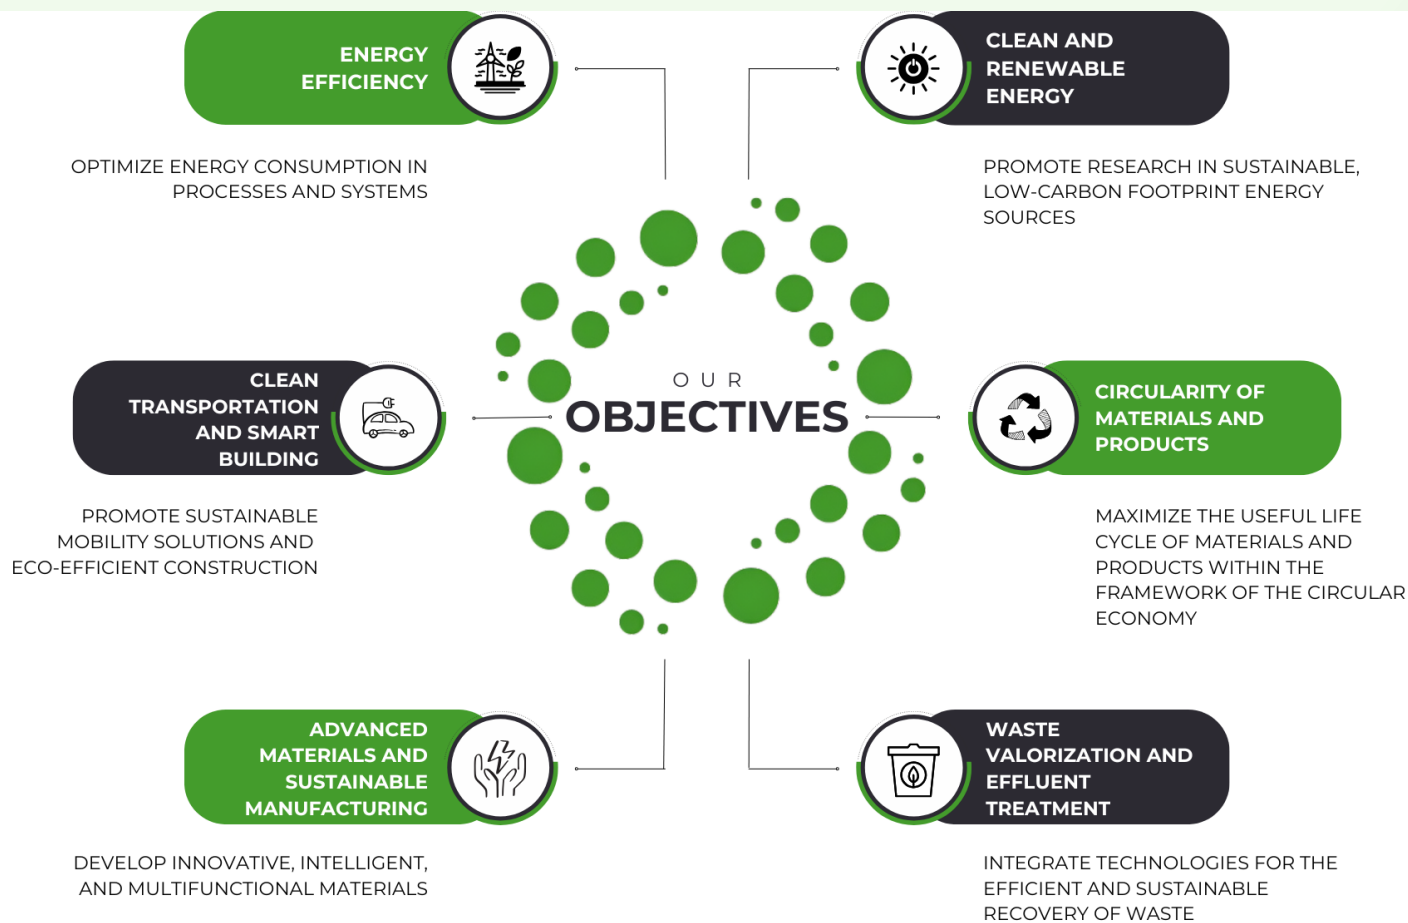 ENERGY
EFFICIENCY
OPTIMIZE ENERGY CONSUMPTION IN
PROCESSES AND SYSTEMS
CLEAN AND
RENEWABLE
ENERGY
PROMOTE RESEARCH IN SUSTAINABLE,
LOW-CARBON FOOTPRINT ENERGY
SOURCES
CLEAN
TRANSPORTATION
AND SMART
BUILDING
PROMOTE SUSTAINABLE
MOBILITY SOLUTIONS AND
ECO-EFFICIENT CONSTRUCTION
OUR
OBJECTIVES
CIRCULARITY OF
MATERIALS AND
PRODUCTS
MAXIMIZE THE USEFUL LIFE
CYCLE OF MATERIALS AND
PRODUCTS WITHIN THE
FRAMEWORK OF THE CIRCULAR
ECONOMY
ADVANCED
MATERIALS AND
SUSTAINABLE
MANUFACTURING
DEVELOP INNOVATIVE, INTELLIGENT,
AND MULTIFUNCTIONAL MATERIALS
WASTE
VALORIZATION AND
EFFLUENT
TREATMENT
INTEGRATE TECHNOLOGIES FOR THE
EFFICIENT AND SUSTAINABLE
RECOVERY OF WASTE